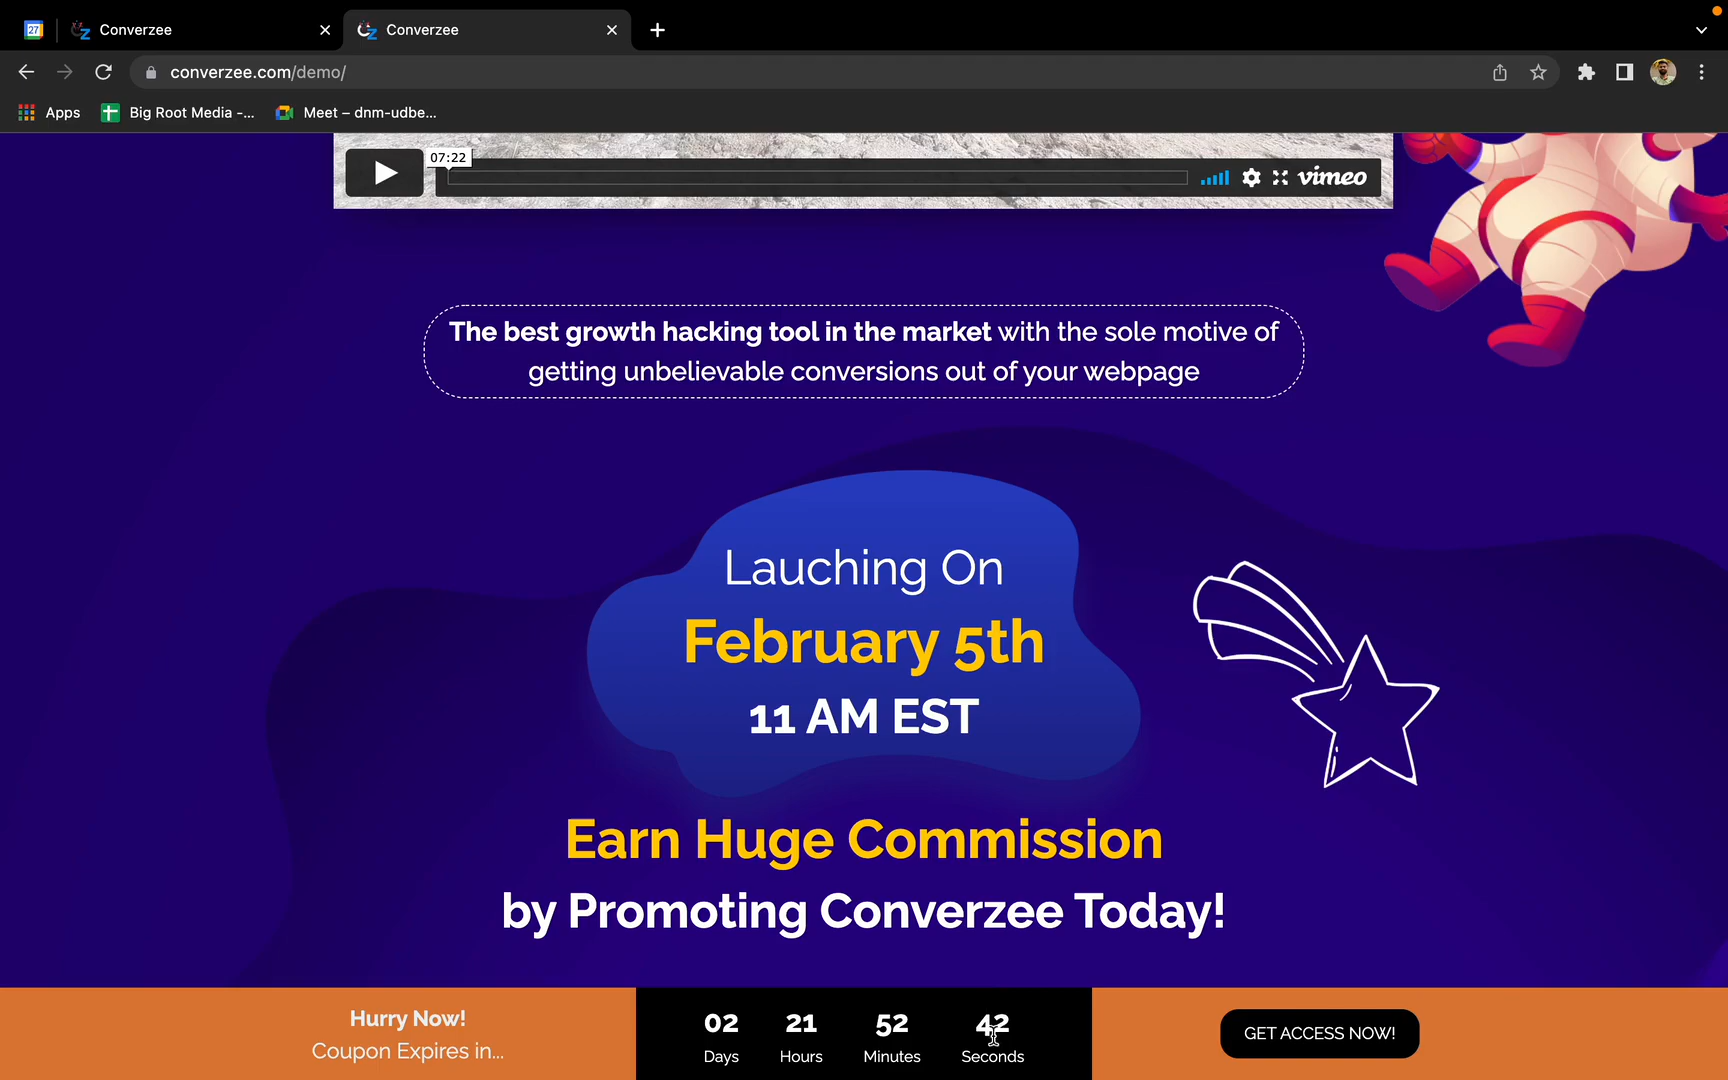 27
Converzee
Converzee
converzee.com/demo/
Apps
Big Root Media -...
Meet – dnm-udbe...
07:22
vimeo
The best growth hacking tool in the market with the sole motive of
getting unbelievable conversions out of your webpage
Lauching On
February 5th
11 AM EST
Earn Huge Commission
by Promoting Converzee Today!
Hurry Now!
Coupon Expires in...
02 21 52 42
Days Hours Minutes Seconds
GET ACCESS NOW!